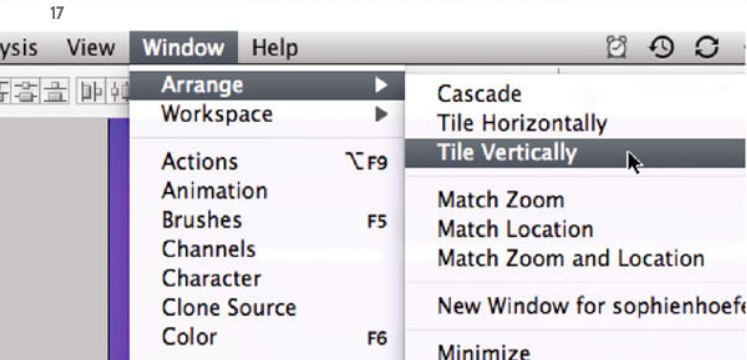 17
ysis View Window Help
Arrange
Workspace
Actions ⌥F9
Animation
Brushes F5
Channels
Character
Clone Source
Color F6
Cascade
Tile Horizontally
Tile Vertically
Match Zoom
Match Location
Match Zoom and Location
New Window for sophienhoefe
Minimize